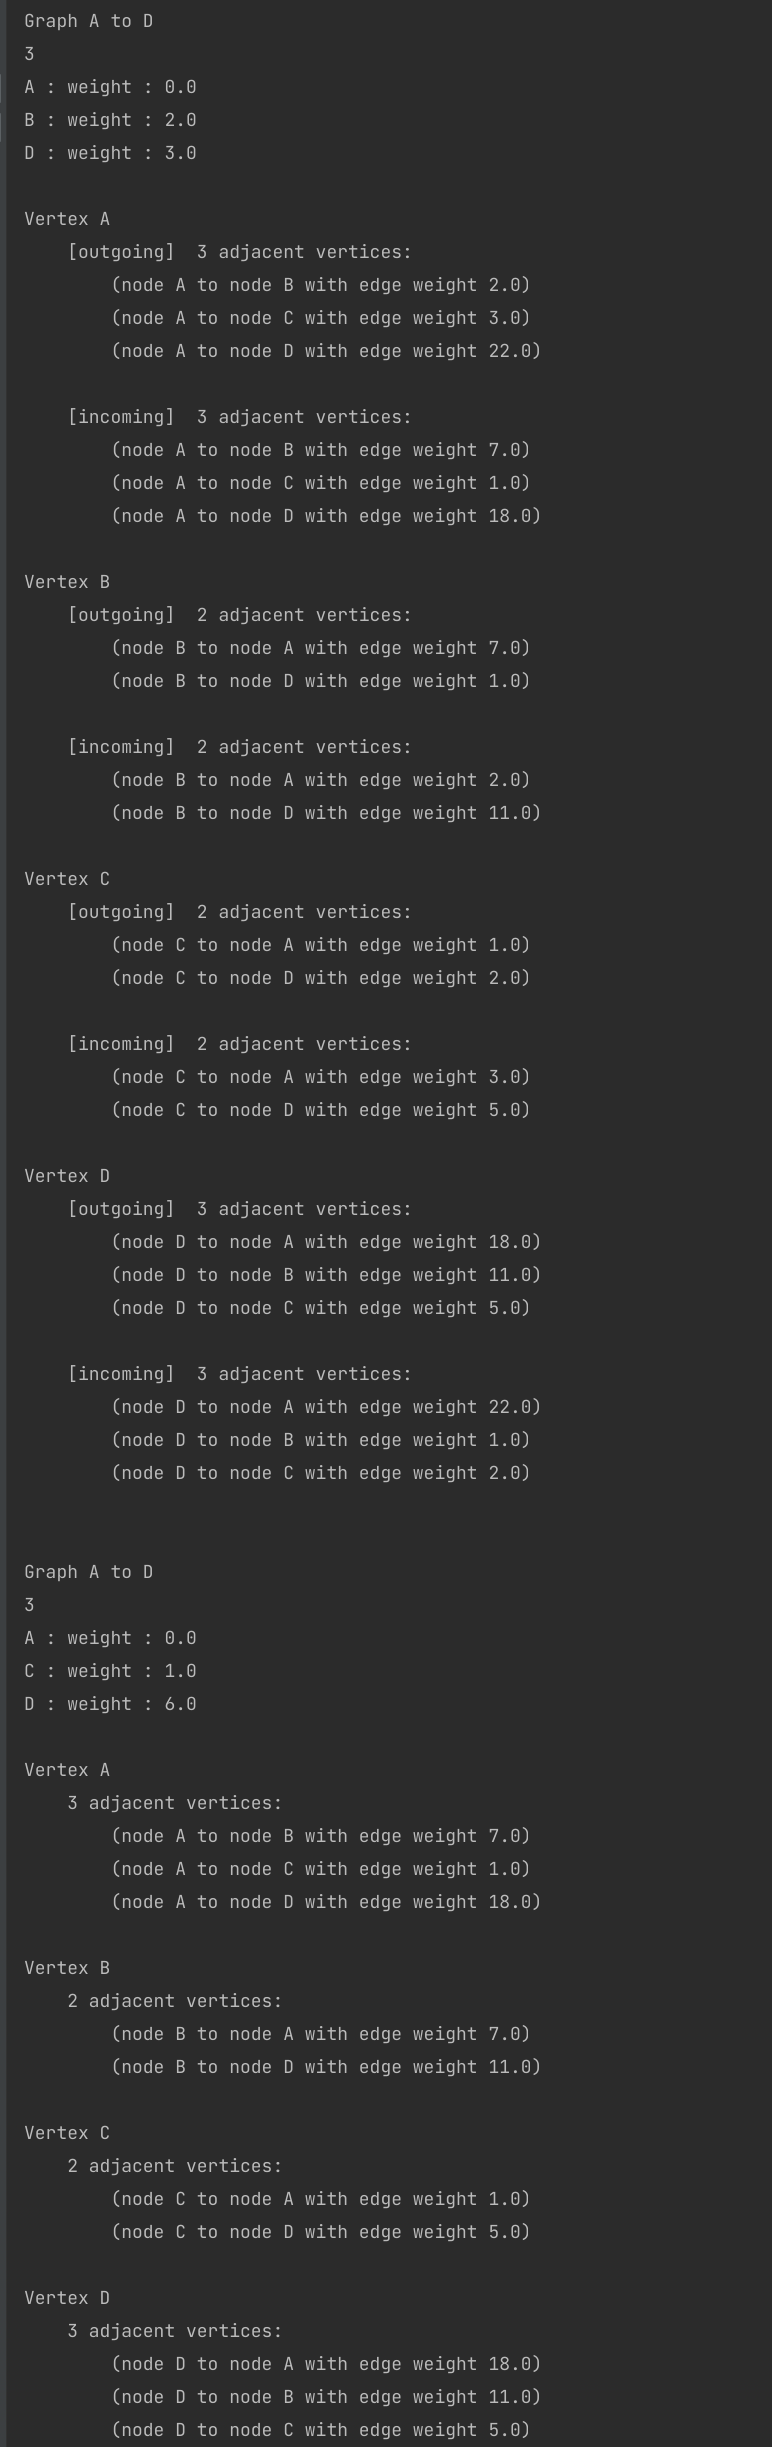 Graph A to D
3
A : weight : 0.0
B : weight : 2.0
D : weight : 3.0
Vertex A
[outgoing]  3 adjacent vertices:
(node A to node B with edge weight 2.0)
(node A to node C with edge weight 3.0)
(node A to node D with edge weight 22.0)
[incoming]  3 adjacent vertices:
(node A to node B with edge weight 7.0)
(node A to node C with edge weight 1.0)
(node A to node D with edge weight 18.0)
Vertex B
[outgoing]  2 adjacent vertices:
(node B to node A with edge weight 7.0)
(node B to node D with edge weight 1.0)
[incoming]  2 adjacent vertices:
(node B to node A with edge weight 2.0)
(node B to node D with edge weight 11.0)
Vertex C
[outgoing]  2 adjacent vertices:
(node C to node A with edge weight 1.0)
(node C to node D with edge weight 2.0)
[incoming]  2 adjacent vertices:
(node C to node A with edge weight 3.0)
(node C to node D with edge weight 5.0)
Vertex D
[outgoing]  3 adjacent vertices:
(node D to node A with edge weight 18.0)
(node D to node B with edge weight 11.0)
(node D to node C with edge weight 5.0)
[incoming]  3 adjacent vertices:
(node D to node A with edge weight 22.0)
(node D to node B with edge weight 1.0)
(node D to node C with edge weight 2.0)
Graph A to D
3
A : weight : 0.0
C : weight : 1.0
D : weight : 6.0
Vertex A
3 adjacent vertices:
(node A to node B with edge weight 7.0)
(node A to node C with edge weight 1.0)
(node A to node D with edge weight 18.0)
Vertex B
2 adjacent vertices:
(node B to node A with edge weight 7.0)
(node B to node D with edge weight 11.0)
Vertex C
2 adjacent vertices:
(node C to node A with edge weight 1.0)
(node C to node D with edge weight 5.0)
Vertex D
3 adjacent vertices:
(node D to node A with edge weight 18.0)
(node D to node B with edge weight 11.0)
(node D to node C with edge weight 5.0)